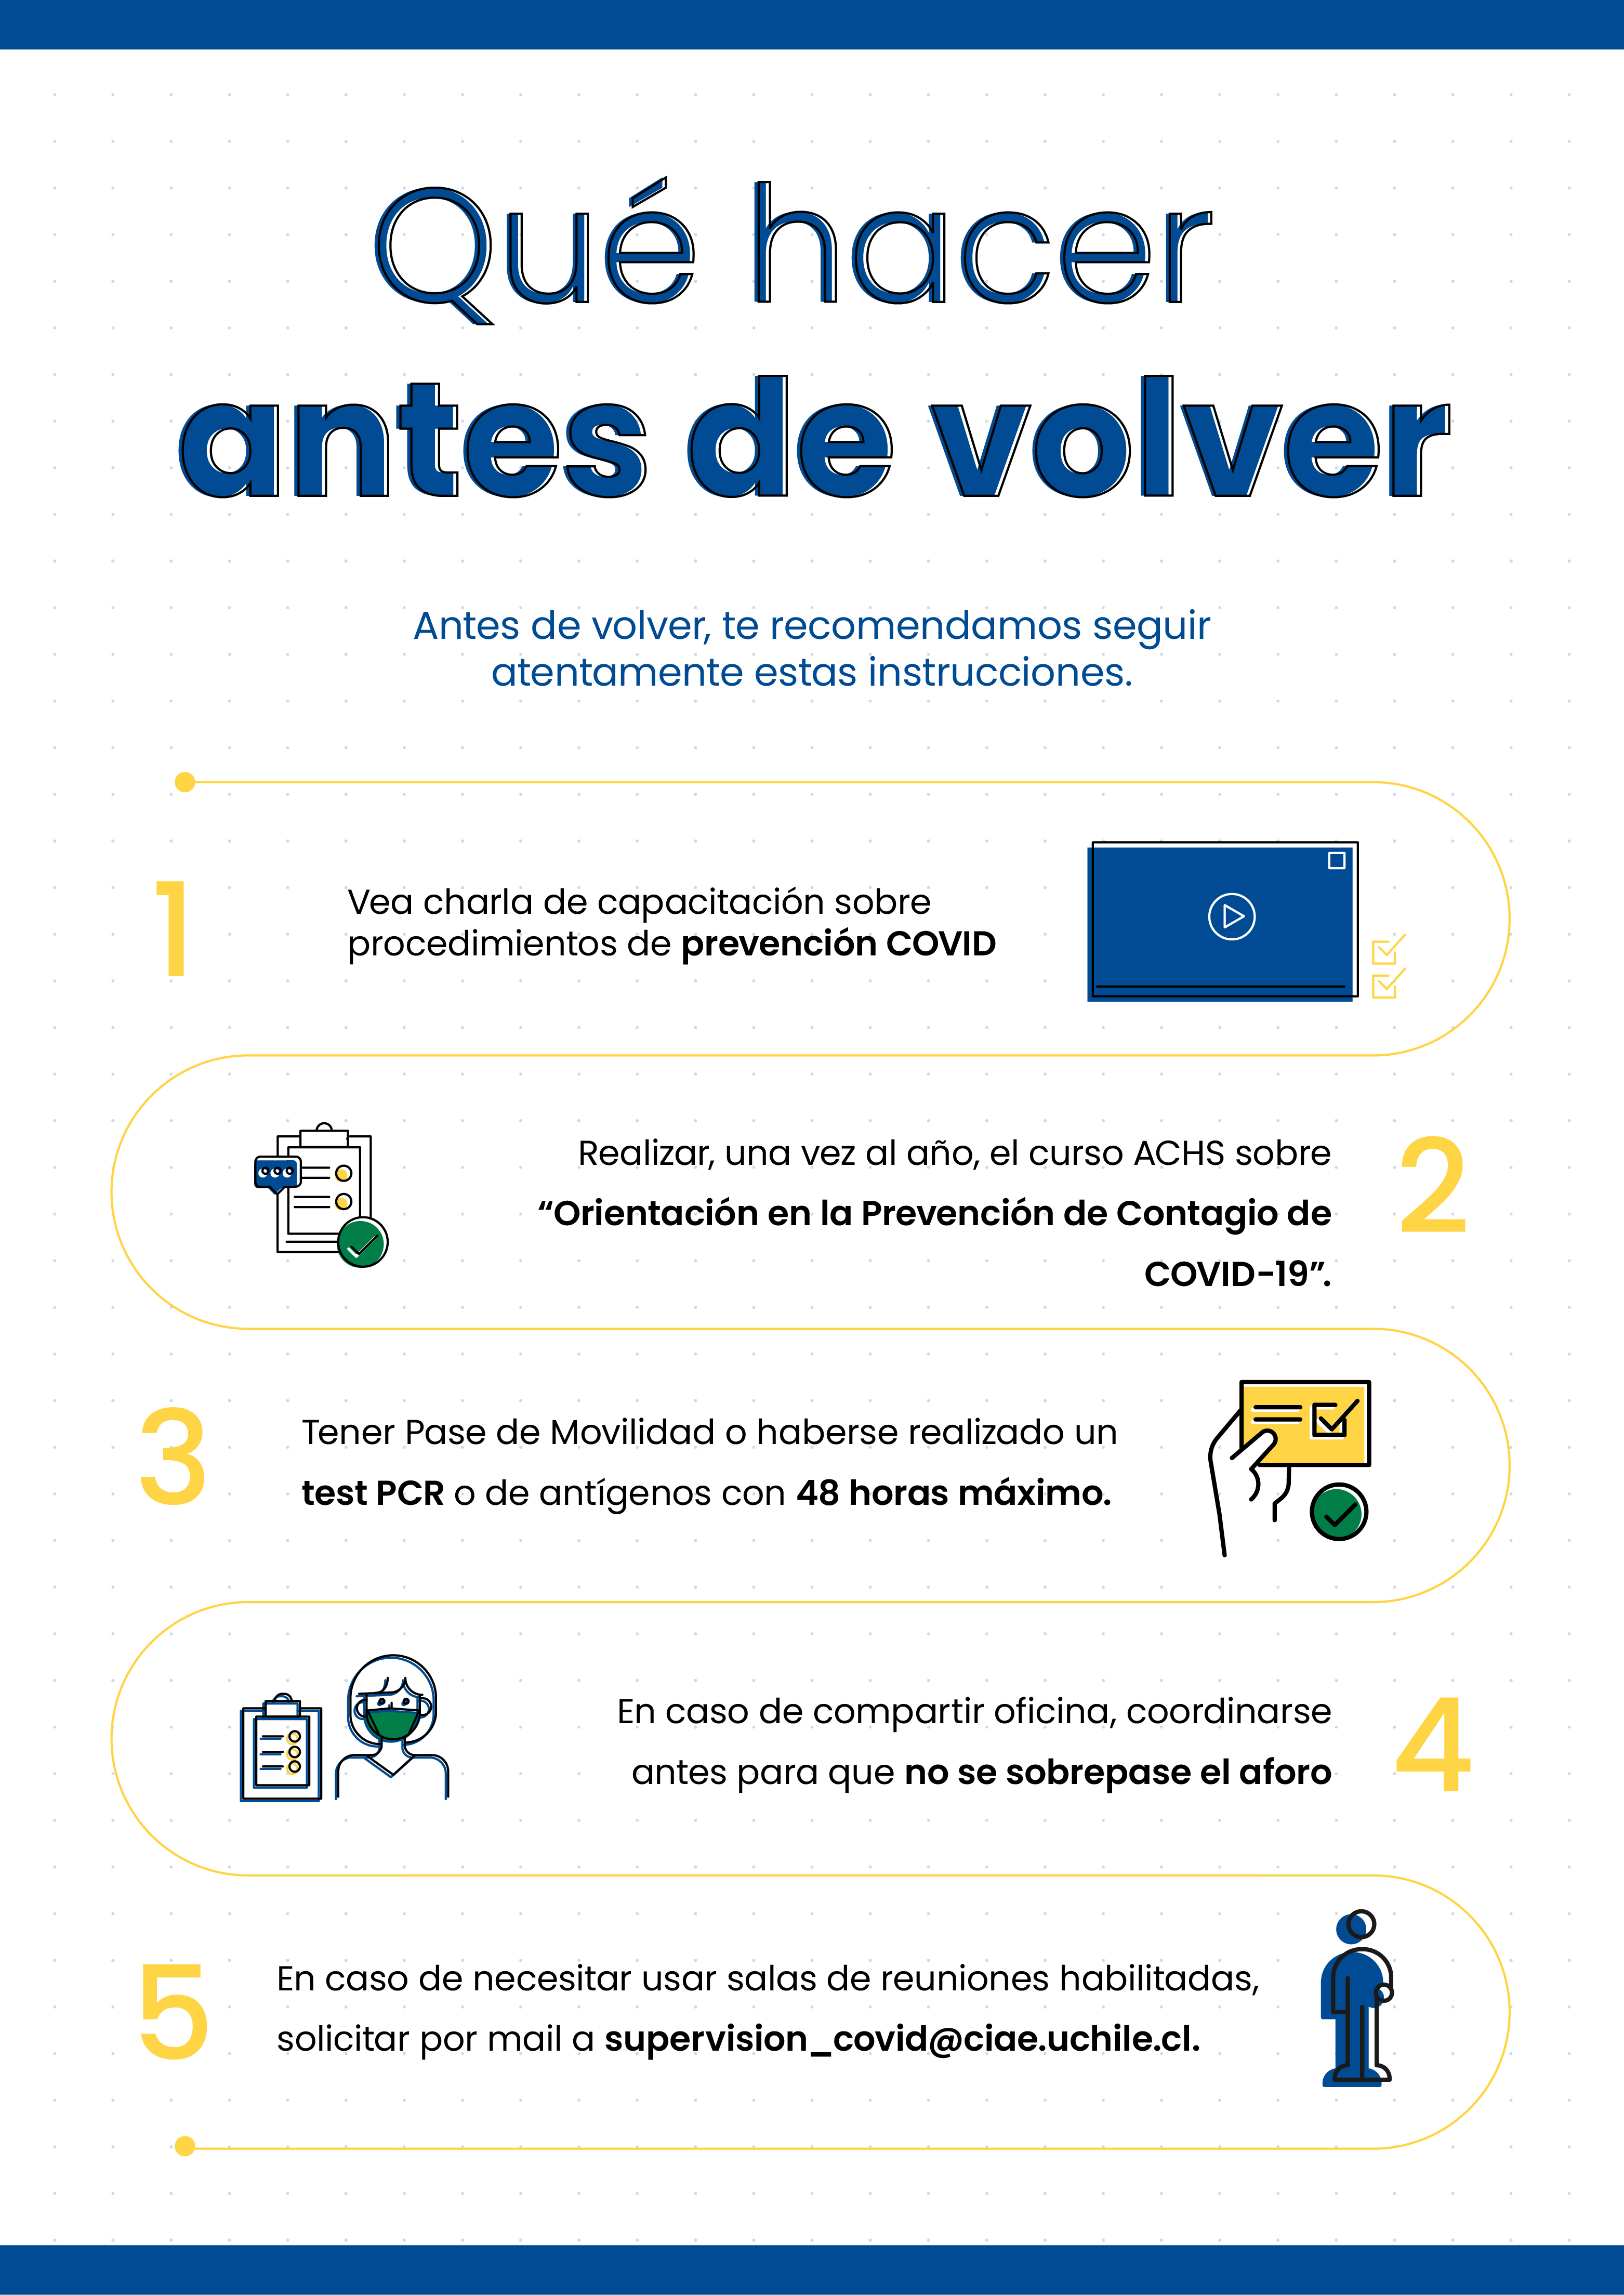 Qué hacer
antes de volver
Antes de volver, te recomendamos seguir
atentamente estas instrucciones.
1
Vea charla de capacitación sobre
procedimientos de prevención COVID
2
Realizar, una vez al año, el curso ACHS sobre
“Orientación en la Prevención de Contagio de
COVID-19”.
3
Tener Pase de Movilidad o haberse realizado un
test PCR o de antígenos con 48 horas máximo.
4
En caso de compartir oficina, coordinarse
antes para que no se sobrepase el aforo
5
En caso de necesitar usar salas de reuniones habilitadas,
solicitar por mail a supervision_covid@ciae.uchile.cl.